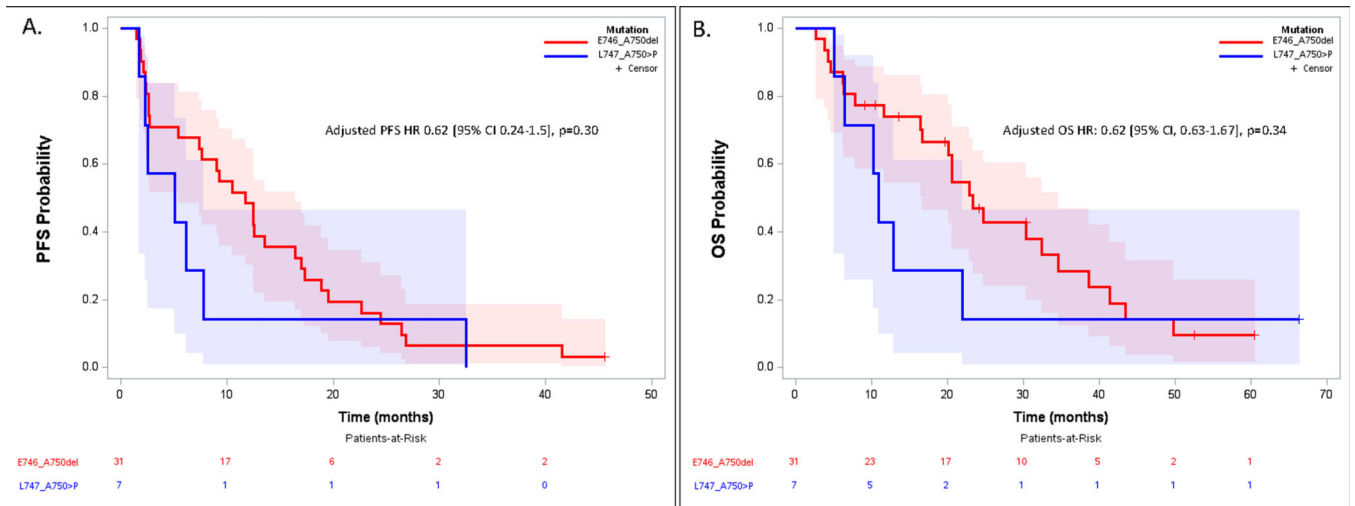 A.
Mutation
E746_A750del
L747_A750>P
+ Censor
Adjusted PFS HR 0.62 [95% CI 0.24-1.5], p=0.30
PFS Probability
1.0
0.8
0.6
0.4
0.2
0.0
0 10 20 30 40 50
Time (months)
Patients-at-Risk
E746_A750del 31 17 6 2 2
L747_A750>P 7 1 1 1 0
B.
Mutation
E746_A750del
L747_A750>P
+ Censor
Adjusted OS HR: 0.62 [95% CI, 0.63-1.67], p=0.34
OS Probability
1.0
0.8
0.6
0.4
0.2
0.0
0 10 20 30 40 50 60 70
Time (months)
Patients-at-Risk
E746_A750del 31 23 17 10 5 2 1
L747_A750>P 7 5 2 1 1 1 1